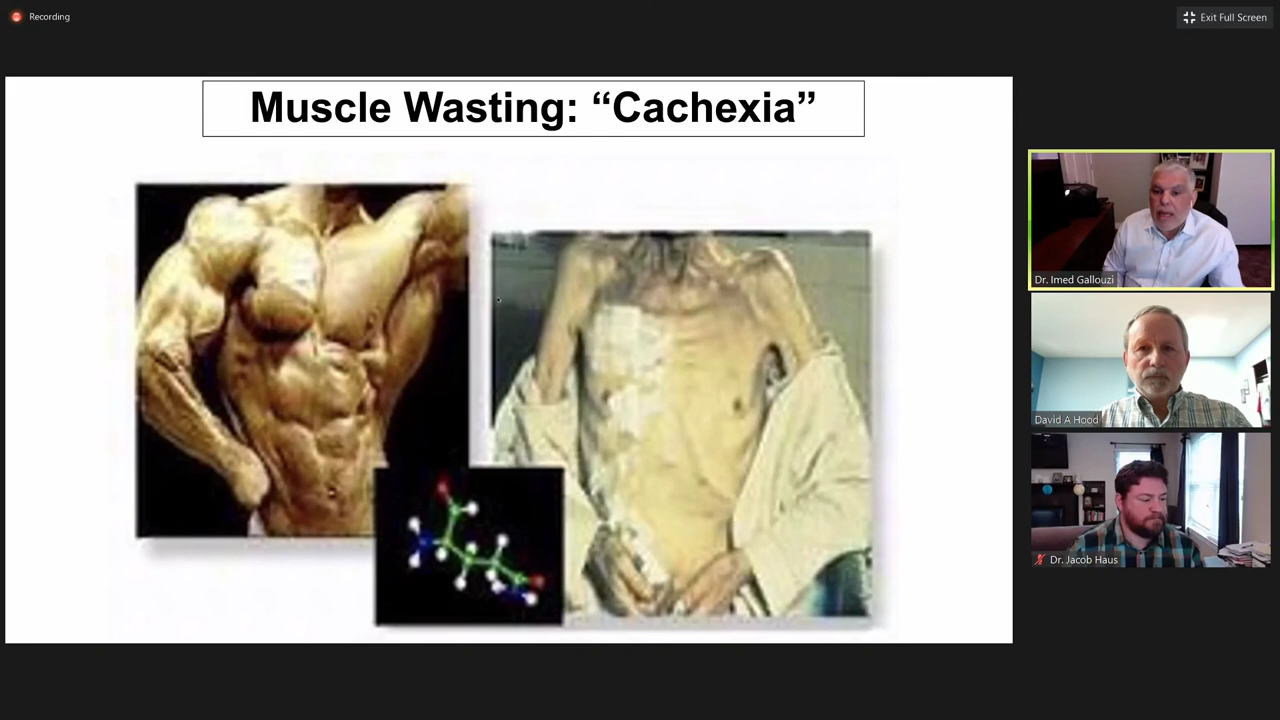 Recording
Exit Full Screen
Muscle Wasting: “Cachexia”
Dr. Imed Gallouzi
David A Hood
Dr. Jacob Haus